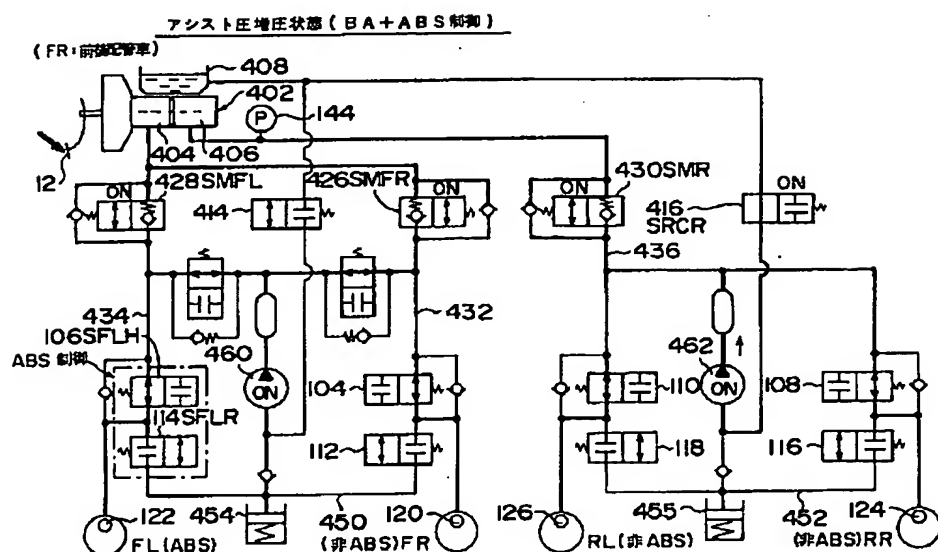 アシスト圧増圧状態(BA+ABS制御)
(FR:前後配管車)
408
402
144
P
404 406
12
428SMFL
ON
414
426SMFR
ON
430SMR
ON
ON
416
SRCR
436
434
432
106SFLH
ABS制御
460
ON
104
462
ON
110
108
114SFLR
112
118
116
122
454
450
120
126
455
452
124
FL(ABS)
(非ABS)FR
RL(非ABS)
(非ABS)RR